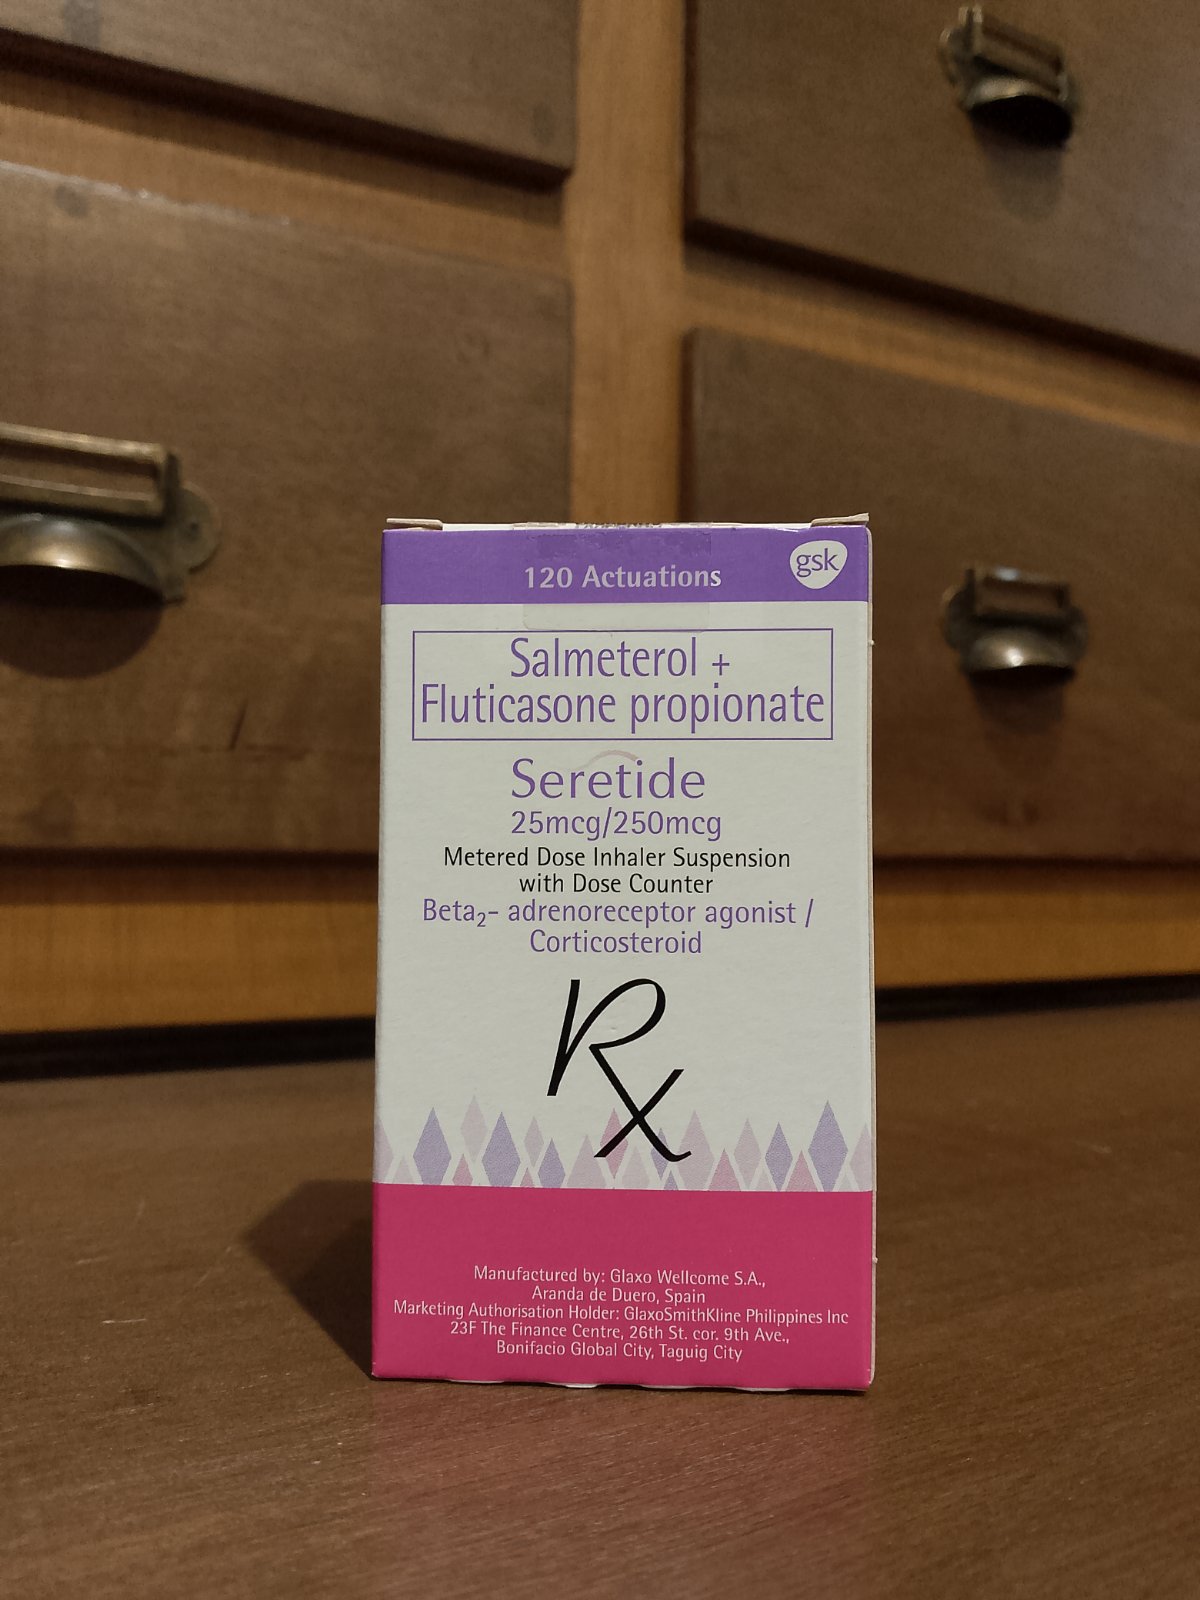 120 Actuations
gsk
Salmeterol +
Fluticasone propionate
Seretide
25mcg/250mcg
Metered Dose Inhaler Suspension
with Dose Counter
Beta₂- adrenoreceptor agonist /
Corticosteroid
Rx
Manufactured by: Glaxo Wellcome S.A.,
Aranda de Duero, Spain
Marketing Authorisation Holder: GlaxoSmithKline Philippines Inc
23F The Finance Centre, 26th St. cor. 9th Ave.,
Bonifacio Global City, Taguig City